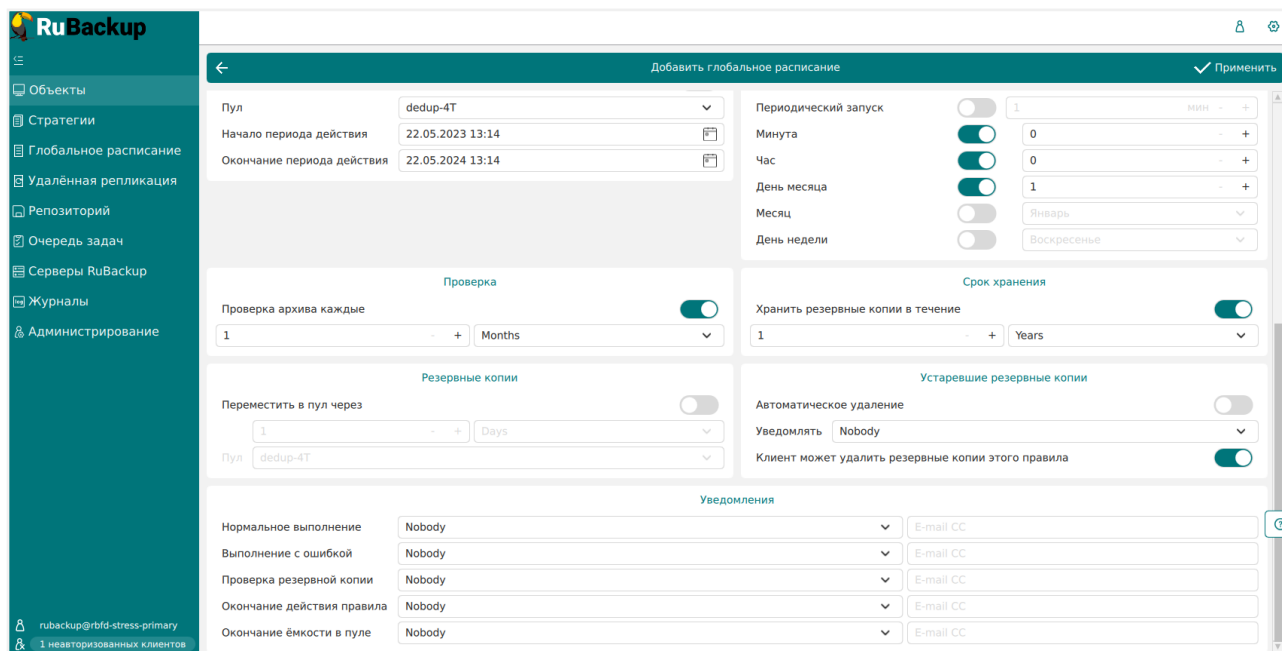 RuBackup
Объекты
Стратегии
Глобальное расписание
Удалённая репликация
Репозиторий
Очередь задач
Серверы RuBackup
Журналы
Администрирование
rubackup@rbfd-stress-primary
1 неавторизованных клиентов
Добавить глобальное расписание
Применить
Пул dedup-4T
Начало периода действия 22.05.2023 13:14
Окончание периода действия 22.05.2024 13:14
Периодический запуск 1 мин - +
Минута 0 - +
Час 0 - +
День месяца 1 - +
Месяц Январь
День недели Воскресенье
Проверка
Проверка архива каждые
1 - + Months
Срок хранения
Хранить резервные копии в течение
1 - + Years
Резервные копии
Переместить в пул через
1 - + Days
Пул dedup-4T
Устаревшие резервные копии
Автоматическое удаление
Уведомлять Nobody
Клиент может удалить резервные копии этого правила
Уведомления
Нормальное выполнение Nobody E-mail CC
Выполнение с ошибкой Nobody E-mail CC
Проверка резервной копии Nobody E-mail CC
Окончание действия правила Nobody E-mail CC
Окончание ёмкости в пуле Nobody E-mail CC